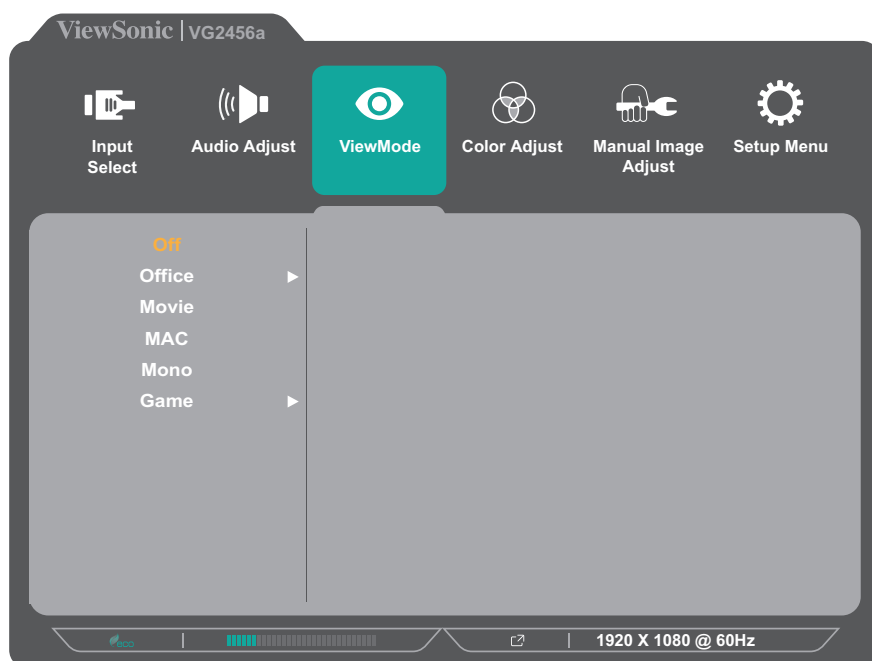 ViewSonic | VG2456a
Input
Select
Audio Adjust
ViewMode
Color Adjust
Manual Image
Adjust
Setup Menu
Off
Office
Movie
MAC
Mono
Game
eco
1920 X 1080 @ 60Hz